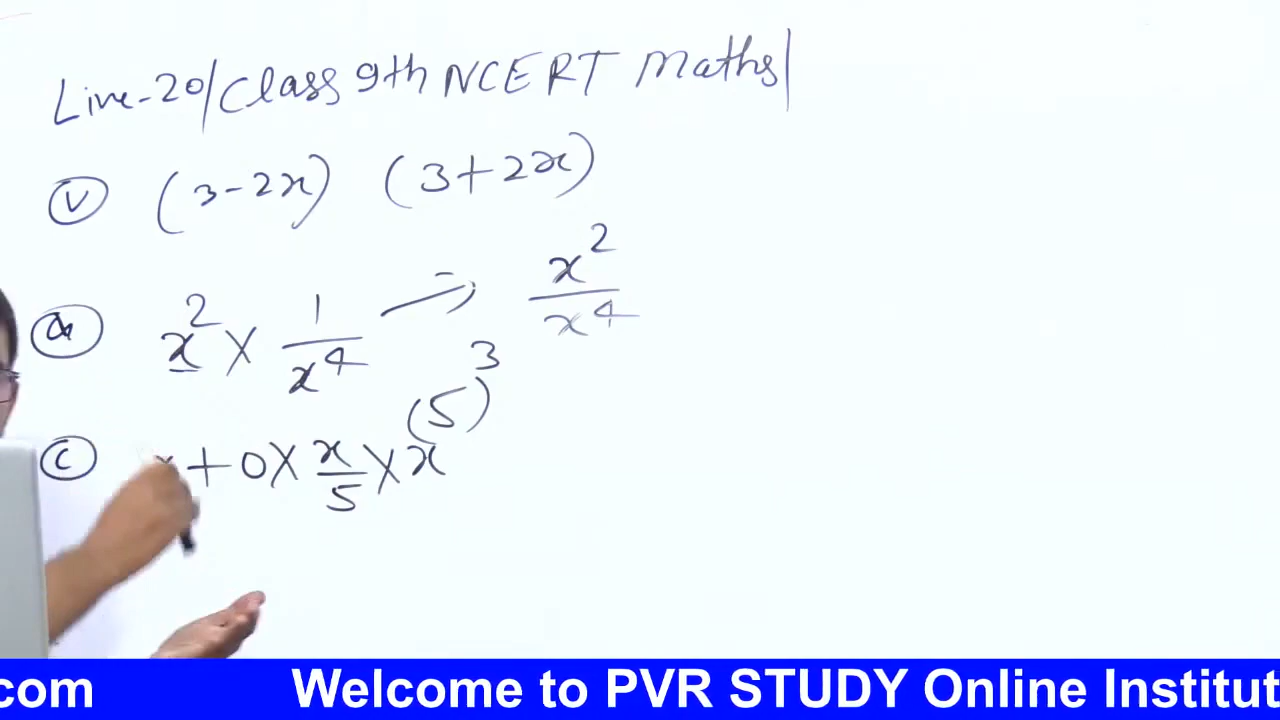 Live-20/Class 9th NCERT Maths|
(v) (3-2x) (3+2x)
(a) x² × 1/x⁴ ⇒ x²/x⁴
(c) + 0 × x/5 × x^(5)³
.com Welcome to PVR STUDY Online Institut